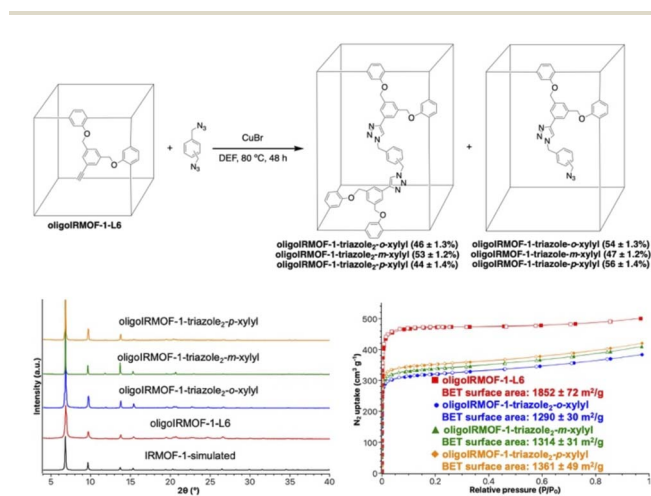 N₃
O
O
+
N₃
oligoIRMOF-1-L6
CuBr
DEF, 80 °C, 48 h
O
O
N
N
N
N
N
N
O
O
+
O
O
N
N
N
N₃
oligoIRMOF-1-triazole₂-o-xylyl (46 ± 1.3%)
oligoIRMOF-1-triazole₂-m-xylyl (53 ± 1.2%)
oligoIRMOF-1-triazole₂-p-xylyl (44 ± 1.4%)
oligoIRMOF-1-triazole-o-xylyl (54 ± 1.3%)
oligoIRMOF-1-triazole-m-xylyl (47 ± 1.2%)
oligoIRMOF-1-triazole-p-xylyl (56 ± 1.4%)
Intensity (a.u.)
oligoIRMOF-1-triazole₂-p-xylyl
oligoIRMOF-1-triazole₂-m-xylyl
oligoIRMOF-1-triazole₂-o-xylyl
oligoIRMOF-1-L6
IRMOF-1-simulated
5 10 15 20 25 30 35 40
2θ (°)
N₂ uptake (cm³ g⁻¹)
500
400
300
200
100
0
oligoIRMOF-1-L6
BET surface area: 1852 ± 72 m²/g
oligoIRMOF-1-triazole₂-o-xylyl
BET surface area: 1290 ± 30 m²/g
oligoIRMOF-1-triazole₂-m-xylyl
BET surface area: 1314 ± 31 m²/g
oligoIRMOF-1-triazole₂-p-xylyl
BET surface area: 1361 ± 49 m²/g
0 0.2 0.4 0.6 0.8 1
Relative pressure (P/P₀)